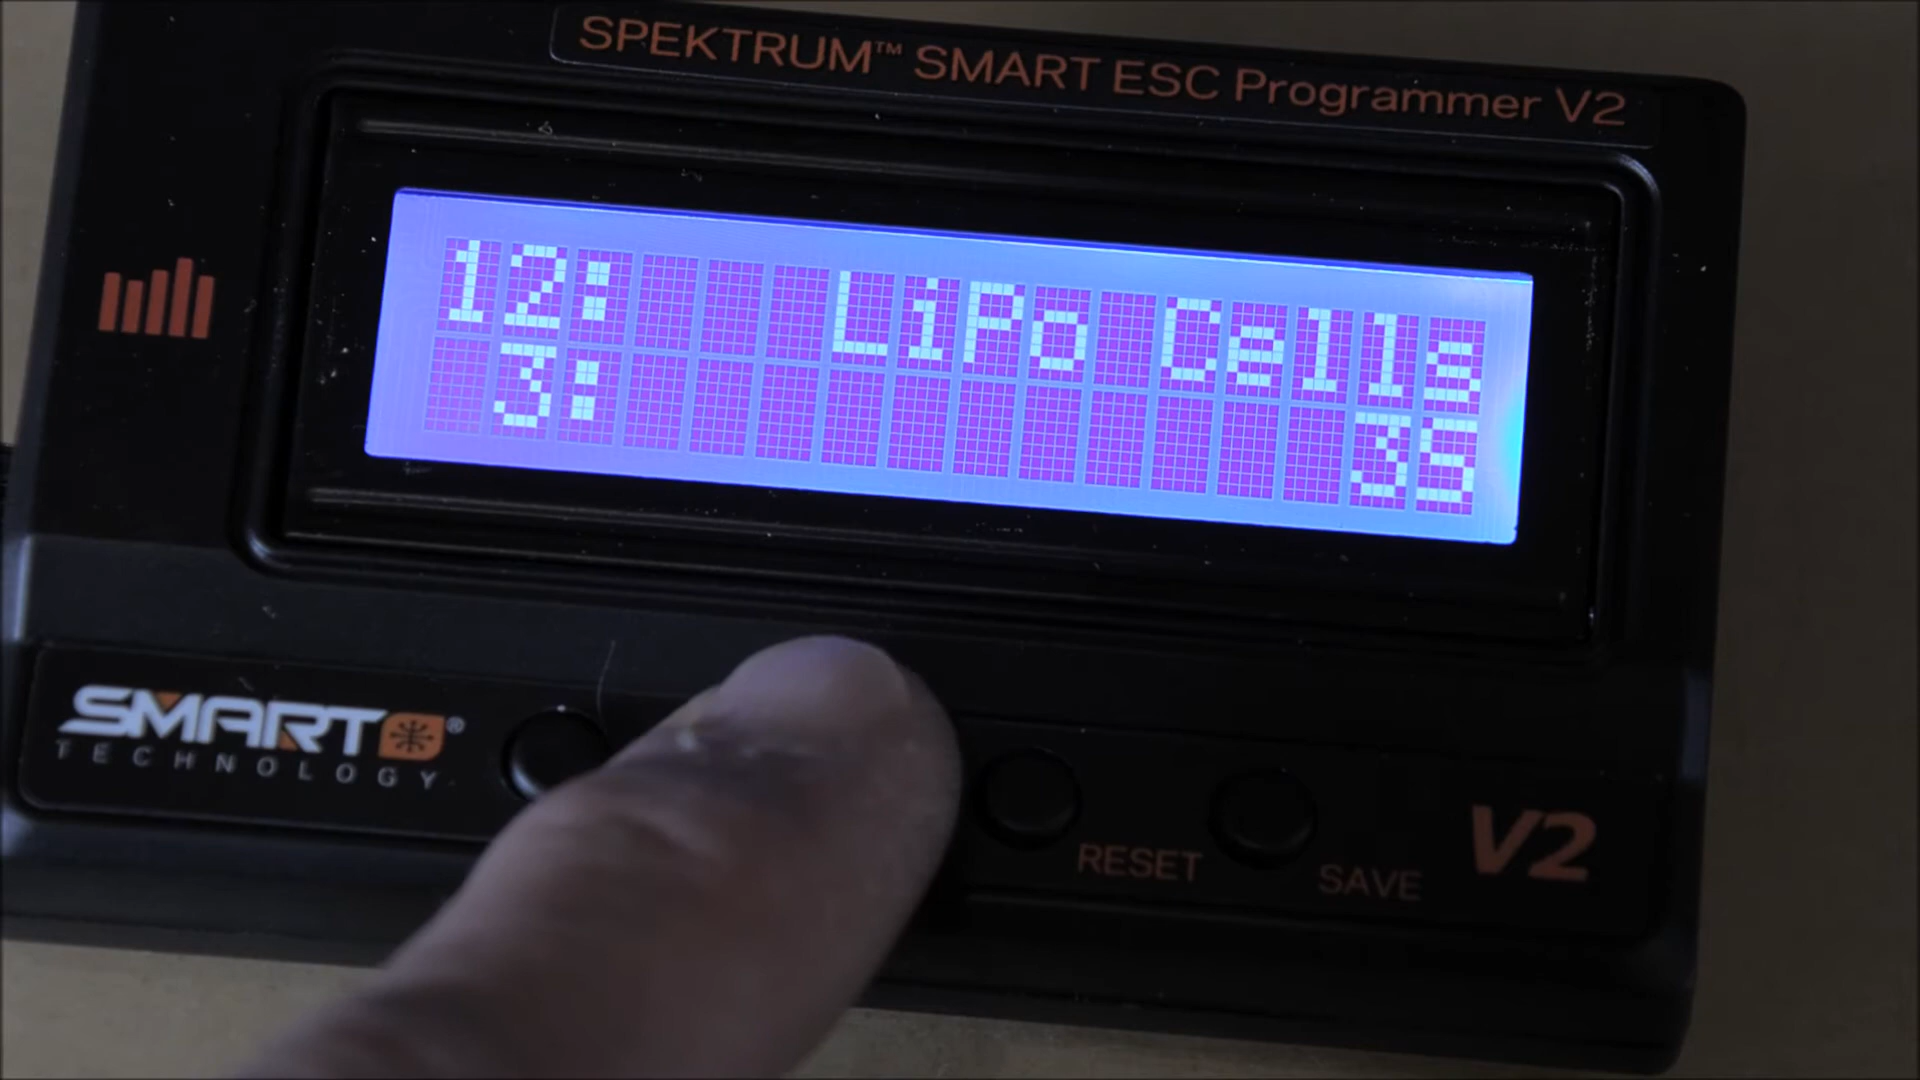 SPEKTRUM™ SMART ESC Programmer V2
12: LiPo Cells
3: 3S
SMART®
TECHNOLOGY
RESET
SAVE
V2